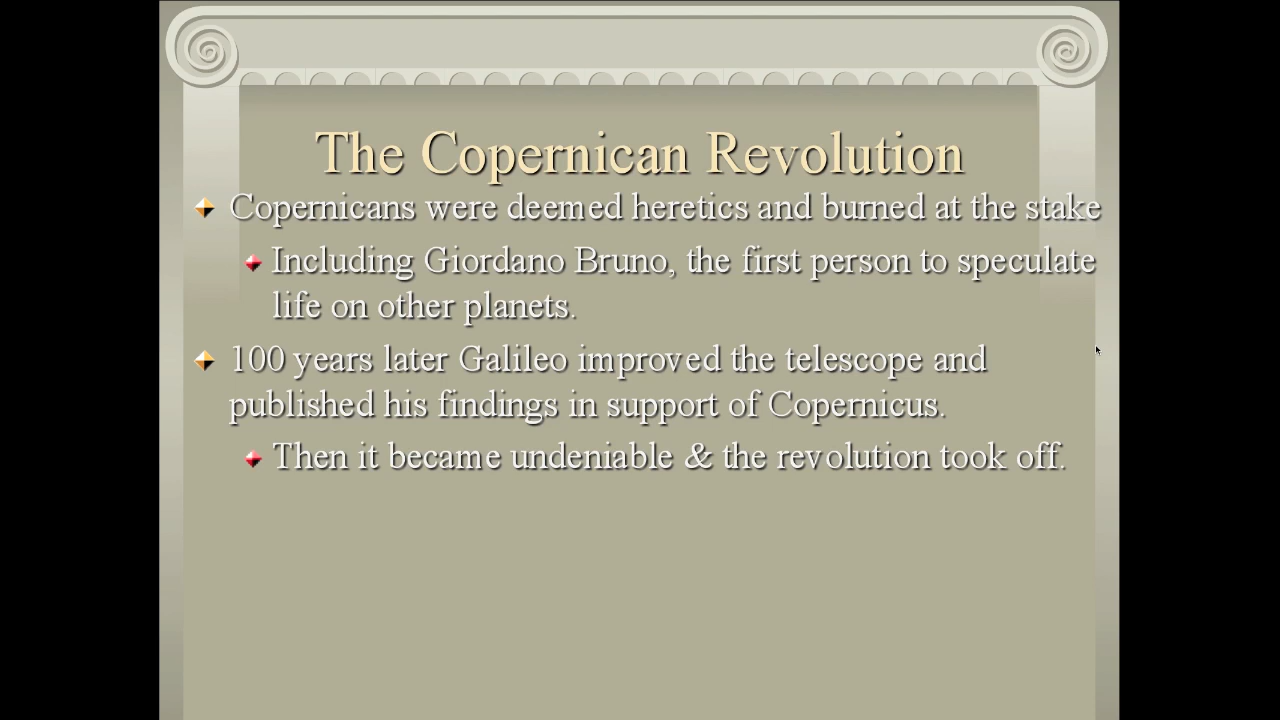 The Copernican Revolution
Copernicans were deemed heretics and burned at the stake
Including Giordano Bruno, the first person to speculate
life on other planets.
100 years later Galileo improved the telescope and
published his findings in support of Copernicus.
Then it became undeniable & the revolution took off.